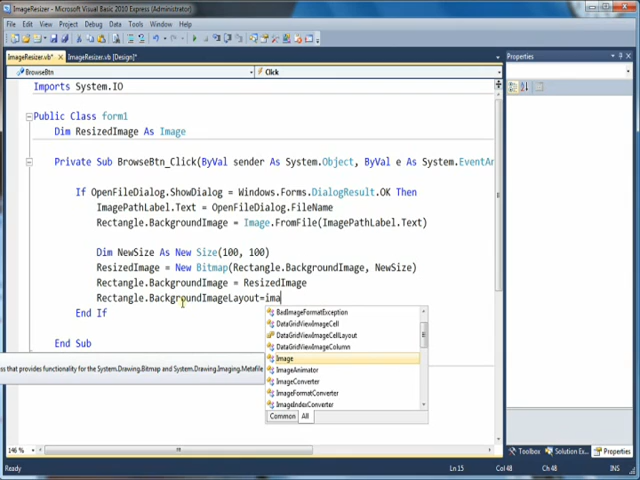 ImageResizer - Microsoft Visual Basic 2010 Express (Administrator)
File Edit View Project Debug Data Tools Window Help
ImageResizer.vb* ImageResizer.vb [Design]*
Properties
BrowseBtn Click
Imports System.IO
Public Class form1
Dim ResizedImage As Image
Private Sub BrowseBtn_Click(ByVal sender As System.Object, ByVal e As System.EventAr
If OpenFileDialog.ShowDialog = Windows.Forms.DialogResult.OK Then
ImagePathLabel.Text = OpenFileDialog.FileName
Rectangle.BackgroundImage = Image.FromFile(ImagePathLabel.Text)
Dim NewSize As New Size(100, 100)
ResizedImage = New Bitmap(Rectangle.BackgroundImage, NewSize)
Rectangle.BackgroundImage = ResizedImage
Rectangle.BackgroundImageLayout=ima
End If
BadImageFormatException
DataGridViewImageCell
DataGridViewImageCellLayout
End Sub
DataGridViewImageColumn
Image
ss that provides functionality for the System.Drawing.Bitmap and System.Drawing.Imaging.Metafile
ImageAnimator
ImageConverter
ImageFormatConverter
ImageIndexConverter
Common All
146 %
Toolbox Solution Ex... Properties
Ready Ln 15 Col 48 Ch 48 INS